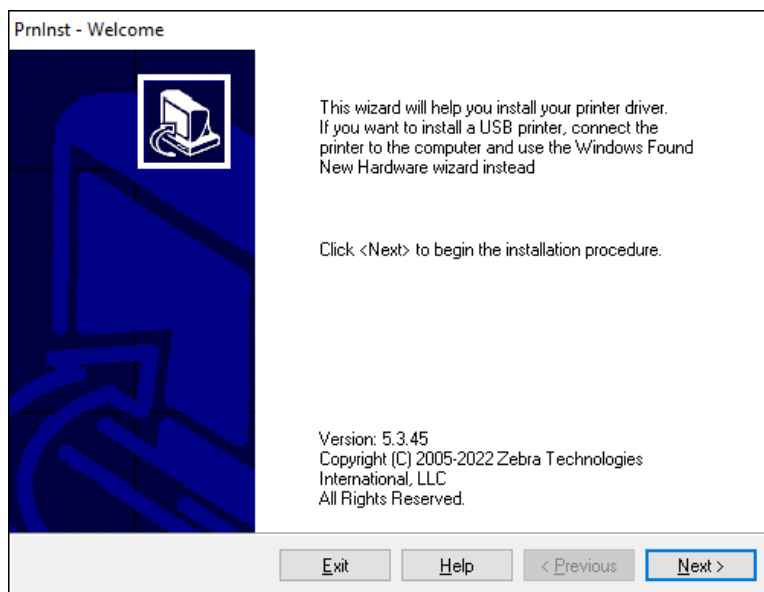 PrnInst - Welcome
This wizard will help you install your printer driver.
If you want to install a USB printer, connect the
printer to the computer and use the Windows Found
New Hardware wizard instead
Click <Next> to begin the installation procedure.
Version: 5.3.45
Copyright (C) 2005-2022 Zebra Technologies
International, LLC
All Rights Reserved.
Exit Help < Previous Next >